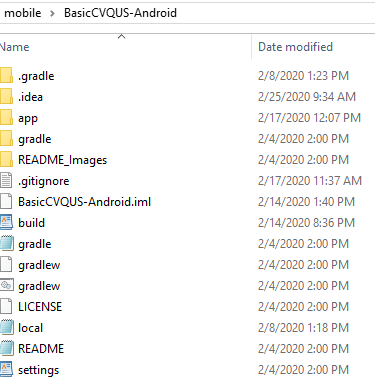 mobile > BasicCVQUS-Android
Name Date modified
.gradle 2/8/2020 1:23 PM
.idea 2/25/2020 9:34 AM
app 2/17/2020 12:07 PM
gradle 2/4/2020 2:00 PM
README_Images 2/4/2020 2:00 PM
.gitignore 2/17/2020 11:37 AM
BasicCVQUS-Android.iml 2/14/2020 1:40 PM
build 2/14/2020 8:36 PM
gradle 2/4/2020 2:00 PM
gradlew 2/4/2020 2:00 PM
gradlew 2/4/2020 2:00 PM
LICENSE 2/4/2020 2:00 PM
local 2/8/2020 1:18 PM
README 2/4/2020 2:00 PM
settings 2/4/2020 2:00 PM